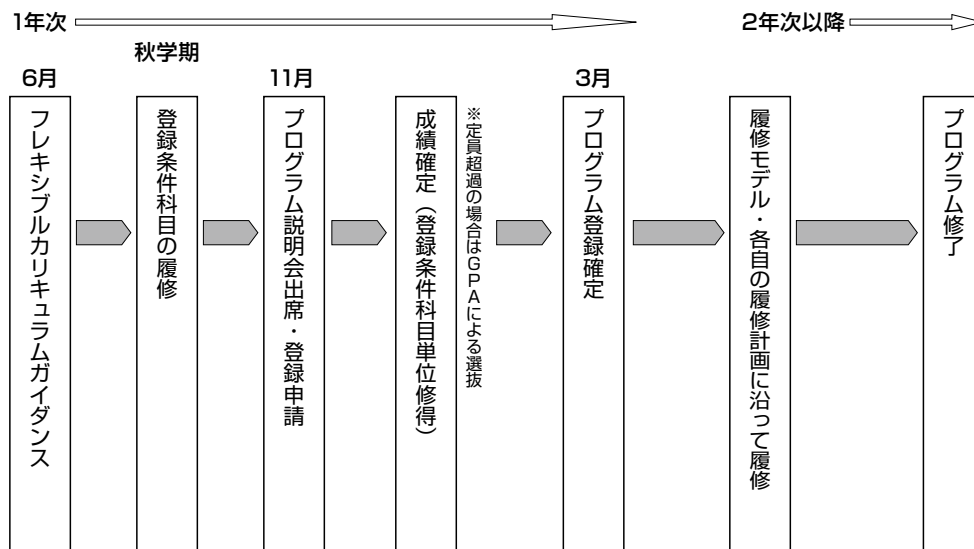 1年次
2年次以降
秋学期
6月
11月
3月
フレキシブルカリキュラムガイダンス
登録条件科目の履修
プログラム説明会出席・登録申請
成績確定（登録条件科目単位修得）
※定員超過の場合はGPAによる選抜
プログラム登録確定
履修モデル・各自の履修計画に沿って履修
プログラム修了